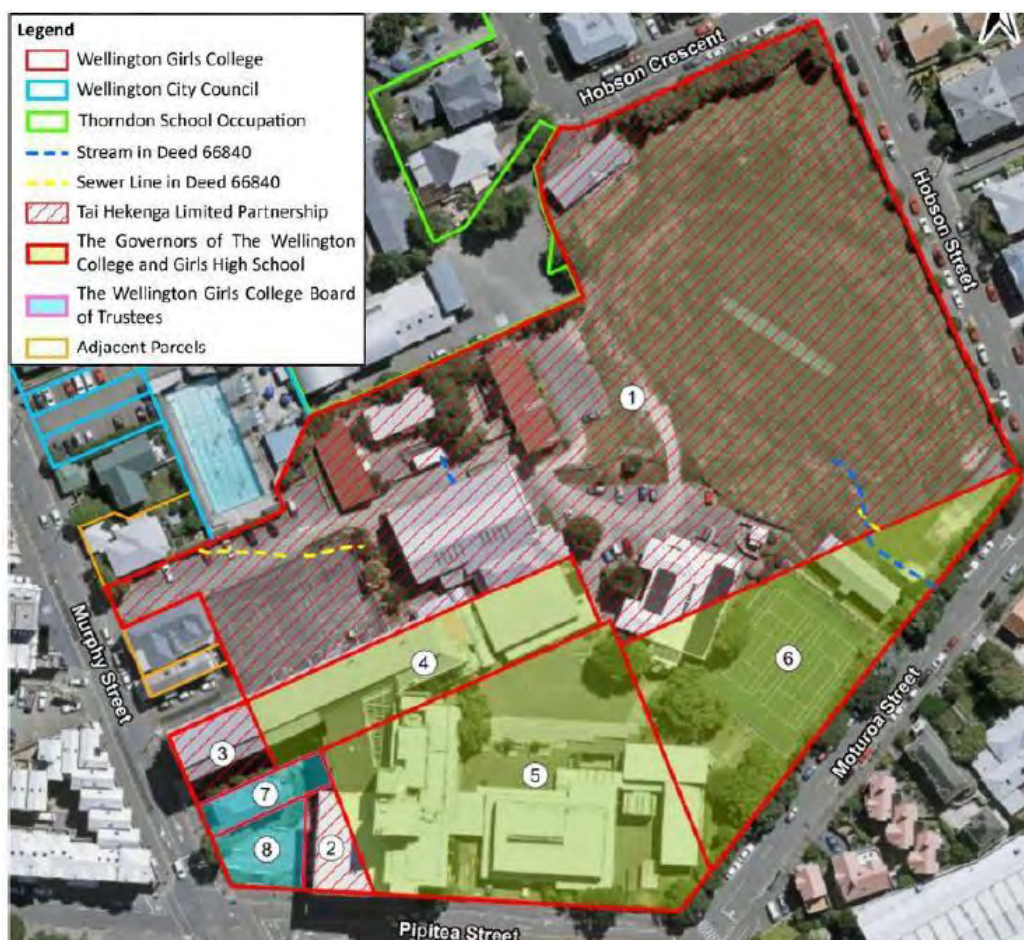 Legend
Wellington Girls College
Wellington City Council
Thorndon School Occupation
Stream in Deed 66840
Sewer Line in Deed 66840
Tai Hekenga Limited Partnership
The Governors of The Wellington
College and Girls High School
The Wellington Girls College Board
of Trustees
Adjacent Parcels
Hobson Crescent
Hobson Street
1
Murphy Street
4
6
3
5
Moturoa Street
7
8
2
Pipitea Street